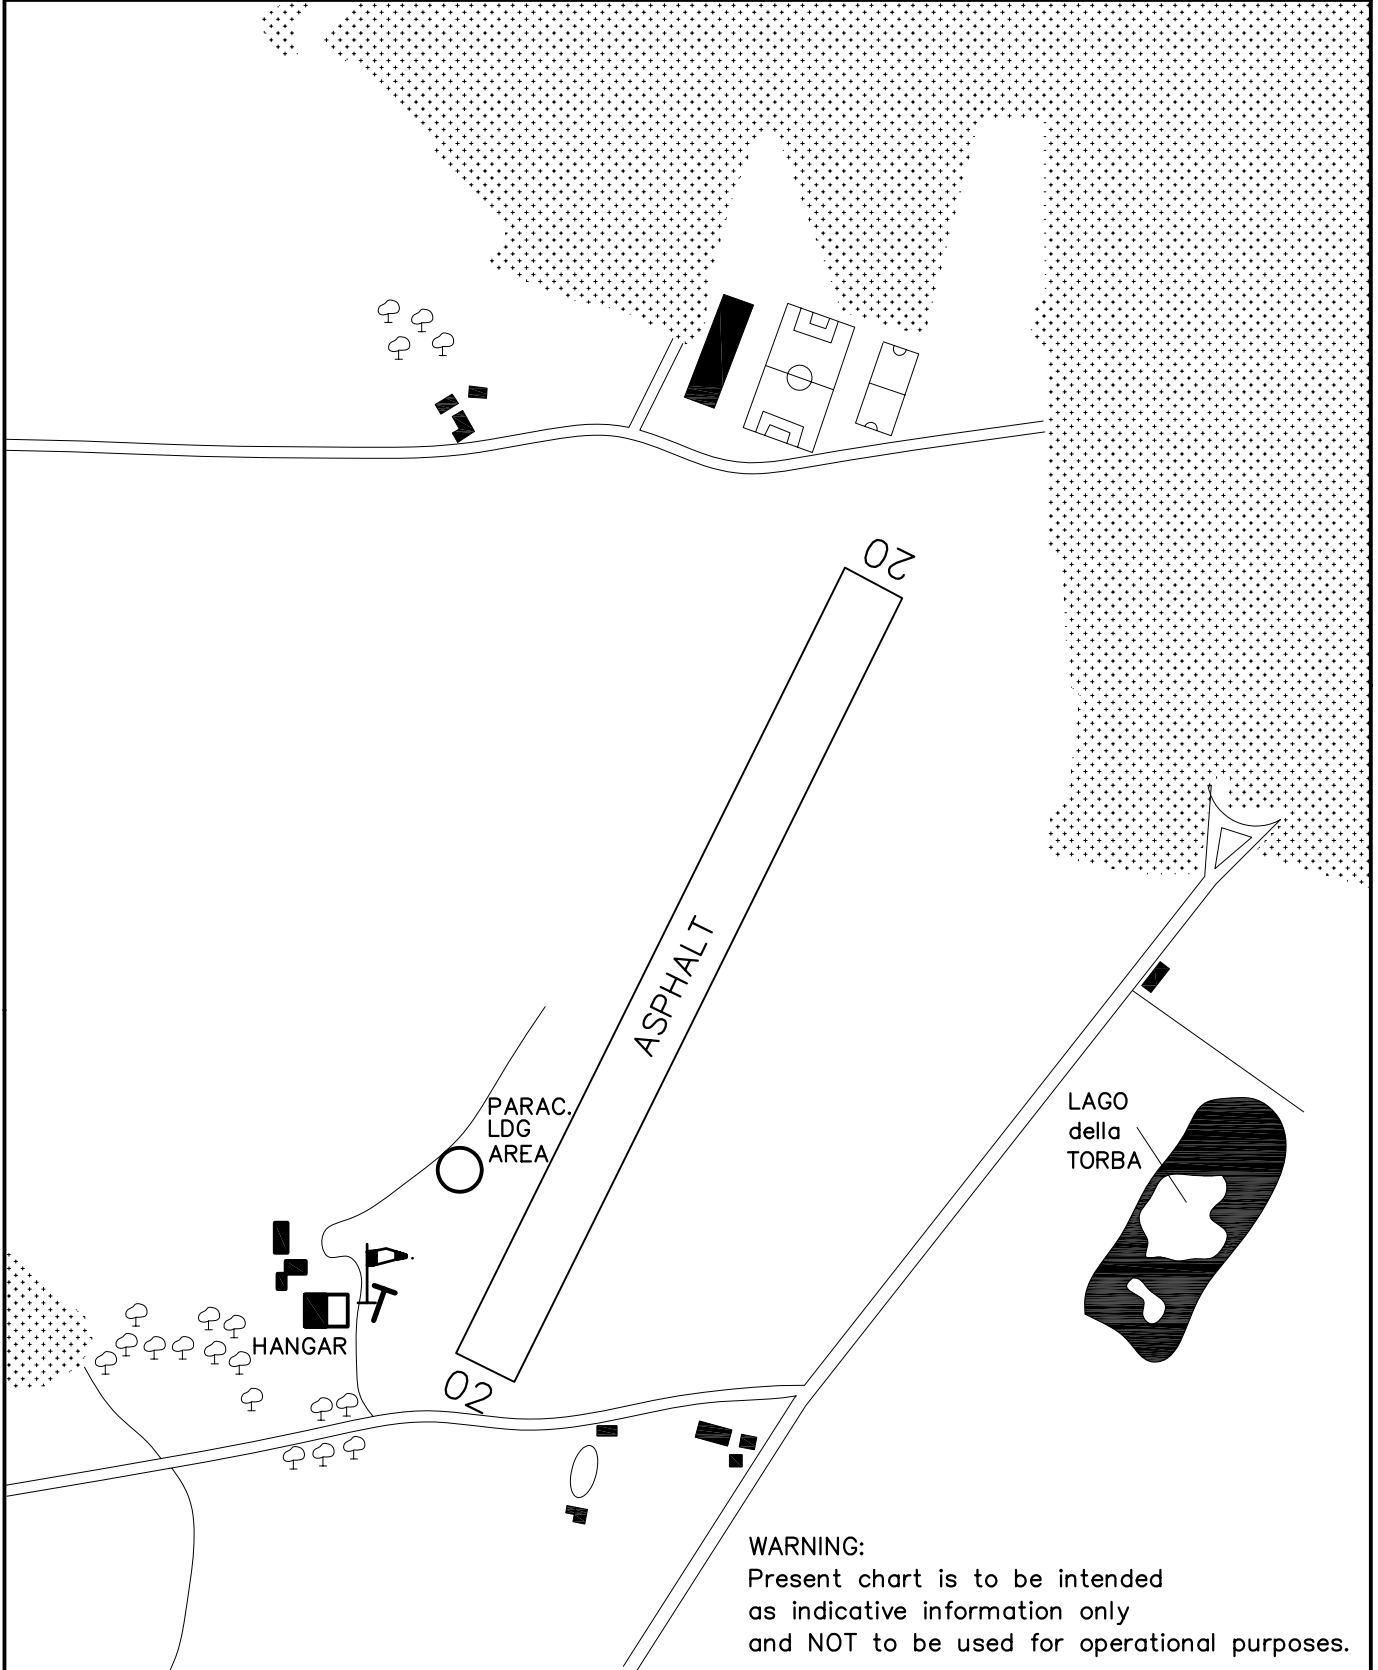 20
ASPHALT
PARAC.
LDG
AREA
LAGO
della
TORBA
HANGAR
02
WARNING:
Present chart is to be intended
as indicative information only
and NOT to be used for operational purposes.